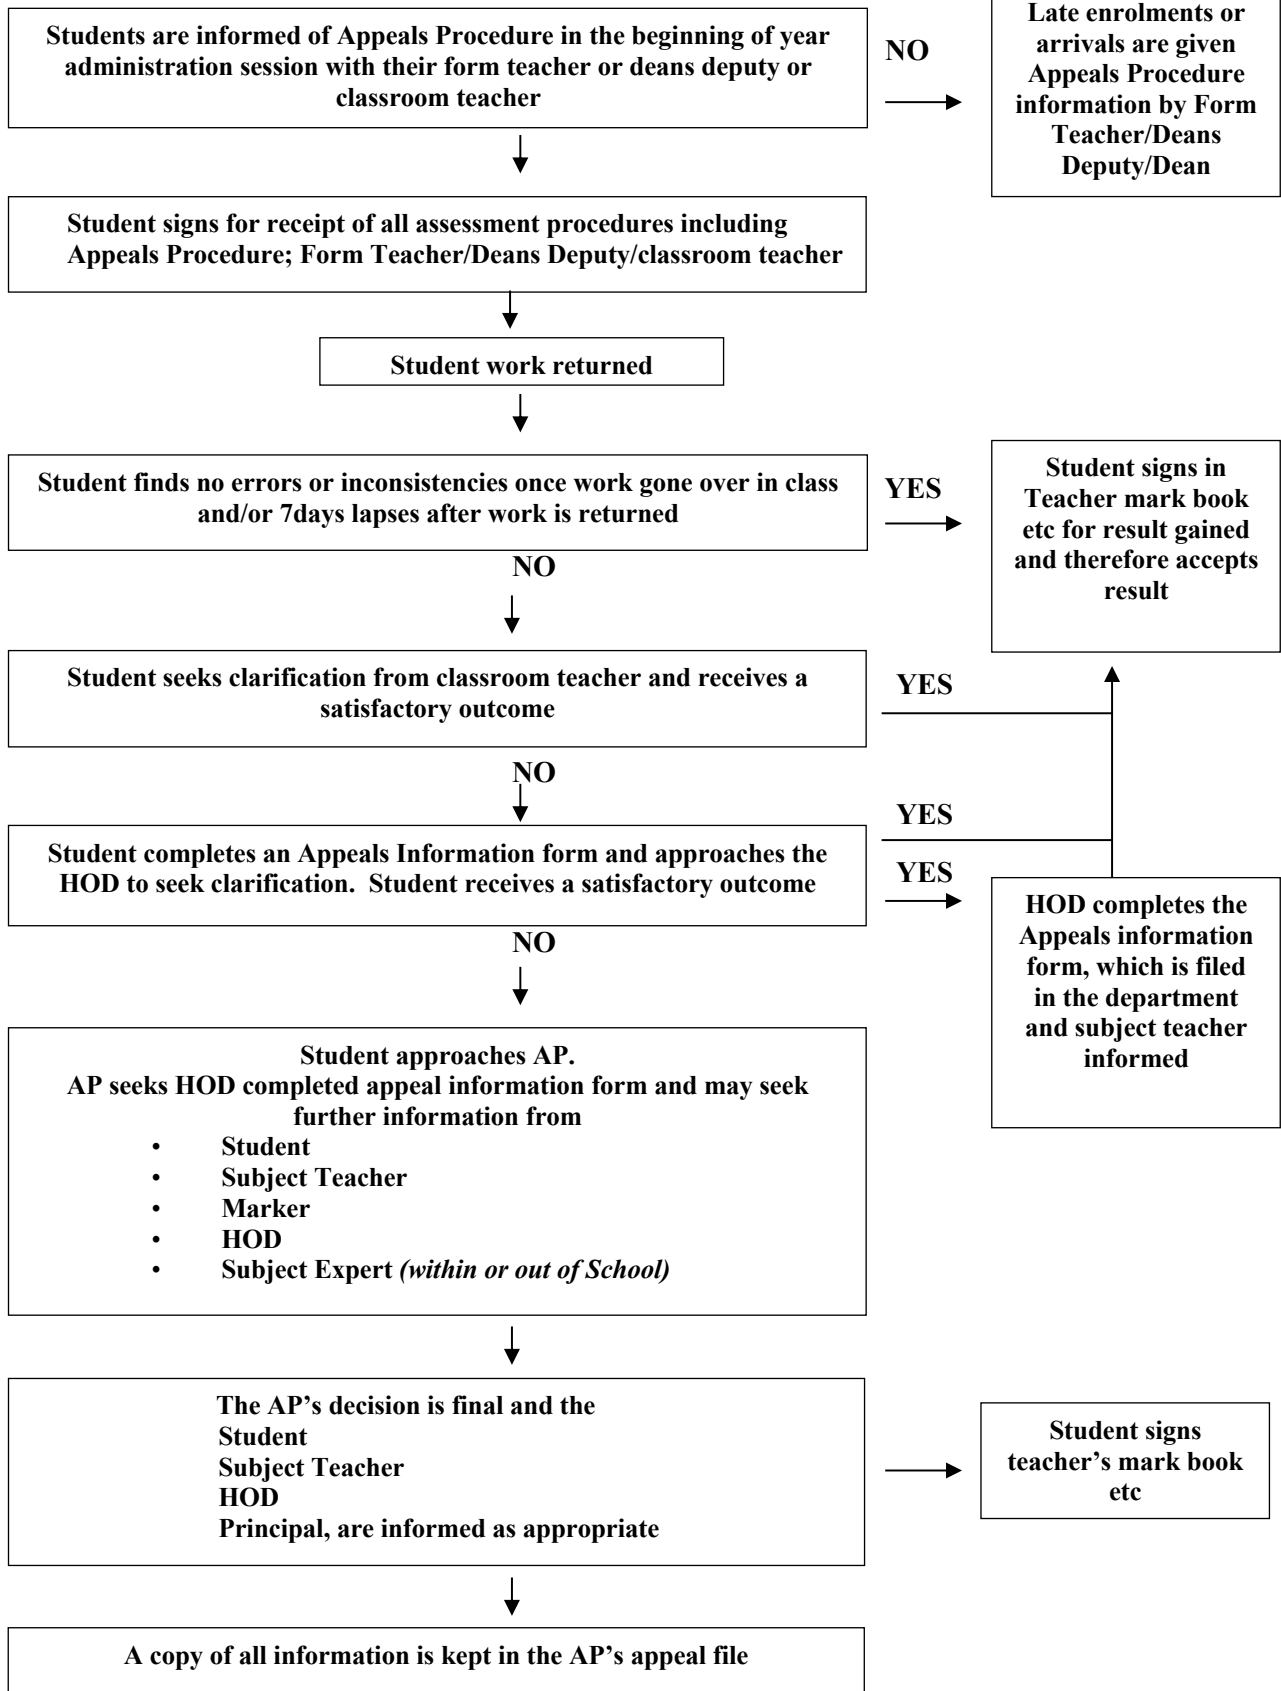 Students are informed of Appeals Procedure in the beginning of year
administration session with their form teacher or deans deputy or
classroom teacher
NO
Late enrolments or
arrivals are given
Appeals Procedure
information by Form
Teacher/Deans
Deputy/Dean
Student signs for receipt of all assessment procedures including
Appeals Procedure; Form Teacher/Deans Deputy/classroom teacher
Student work returned
Student finds no errors or inconsistencies once work gone over in class
and/or 7days lapses after work is returned
YES
Student signs in
Teacher mark book
etc for result gained
and therefore accepts
result
NO
Student seeks clarification from classroom teacher and receives a
satisfactory outcome
YES
NO
Student completes an Appeals Information form and approaches the
HOD to seek clarification.  Student receives a satisfactory outcome
YES
YES
HOD completes the
Appeals information
form, which is filed
in the department
and subject teacher
informed
NO
Student approaches AP.
AP seeks HOD completed appeal information form and may seek
further information from
• Student
• Subject Teacher
• Marker
• HOD
• Subject Expert (within or out of School)
The AP’s decision is final and the
Student
Subject Teacher
HOD
Principal, are informed as appropriate
Student signs
teacher’s mark book
etc
A copy of all information is kept in the AP’s appeal file